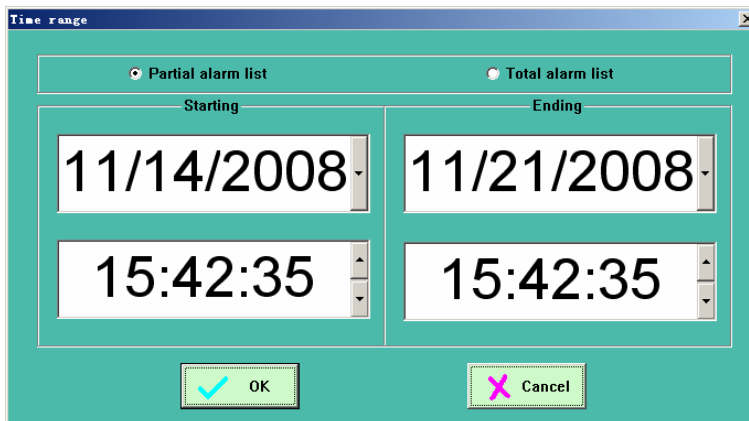 Time range
Partial alarm list Total alarm list
Starting Ending
11/14/2008 11/21/2008
15:42:35 15:42:35
OK Cancel